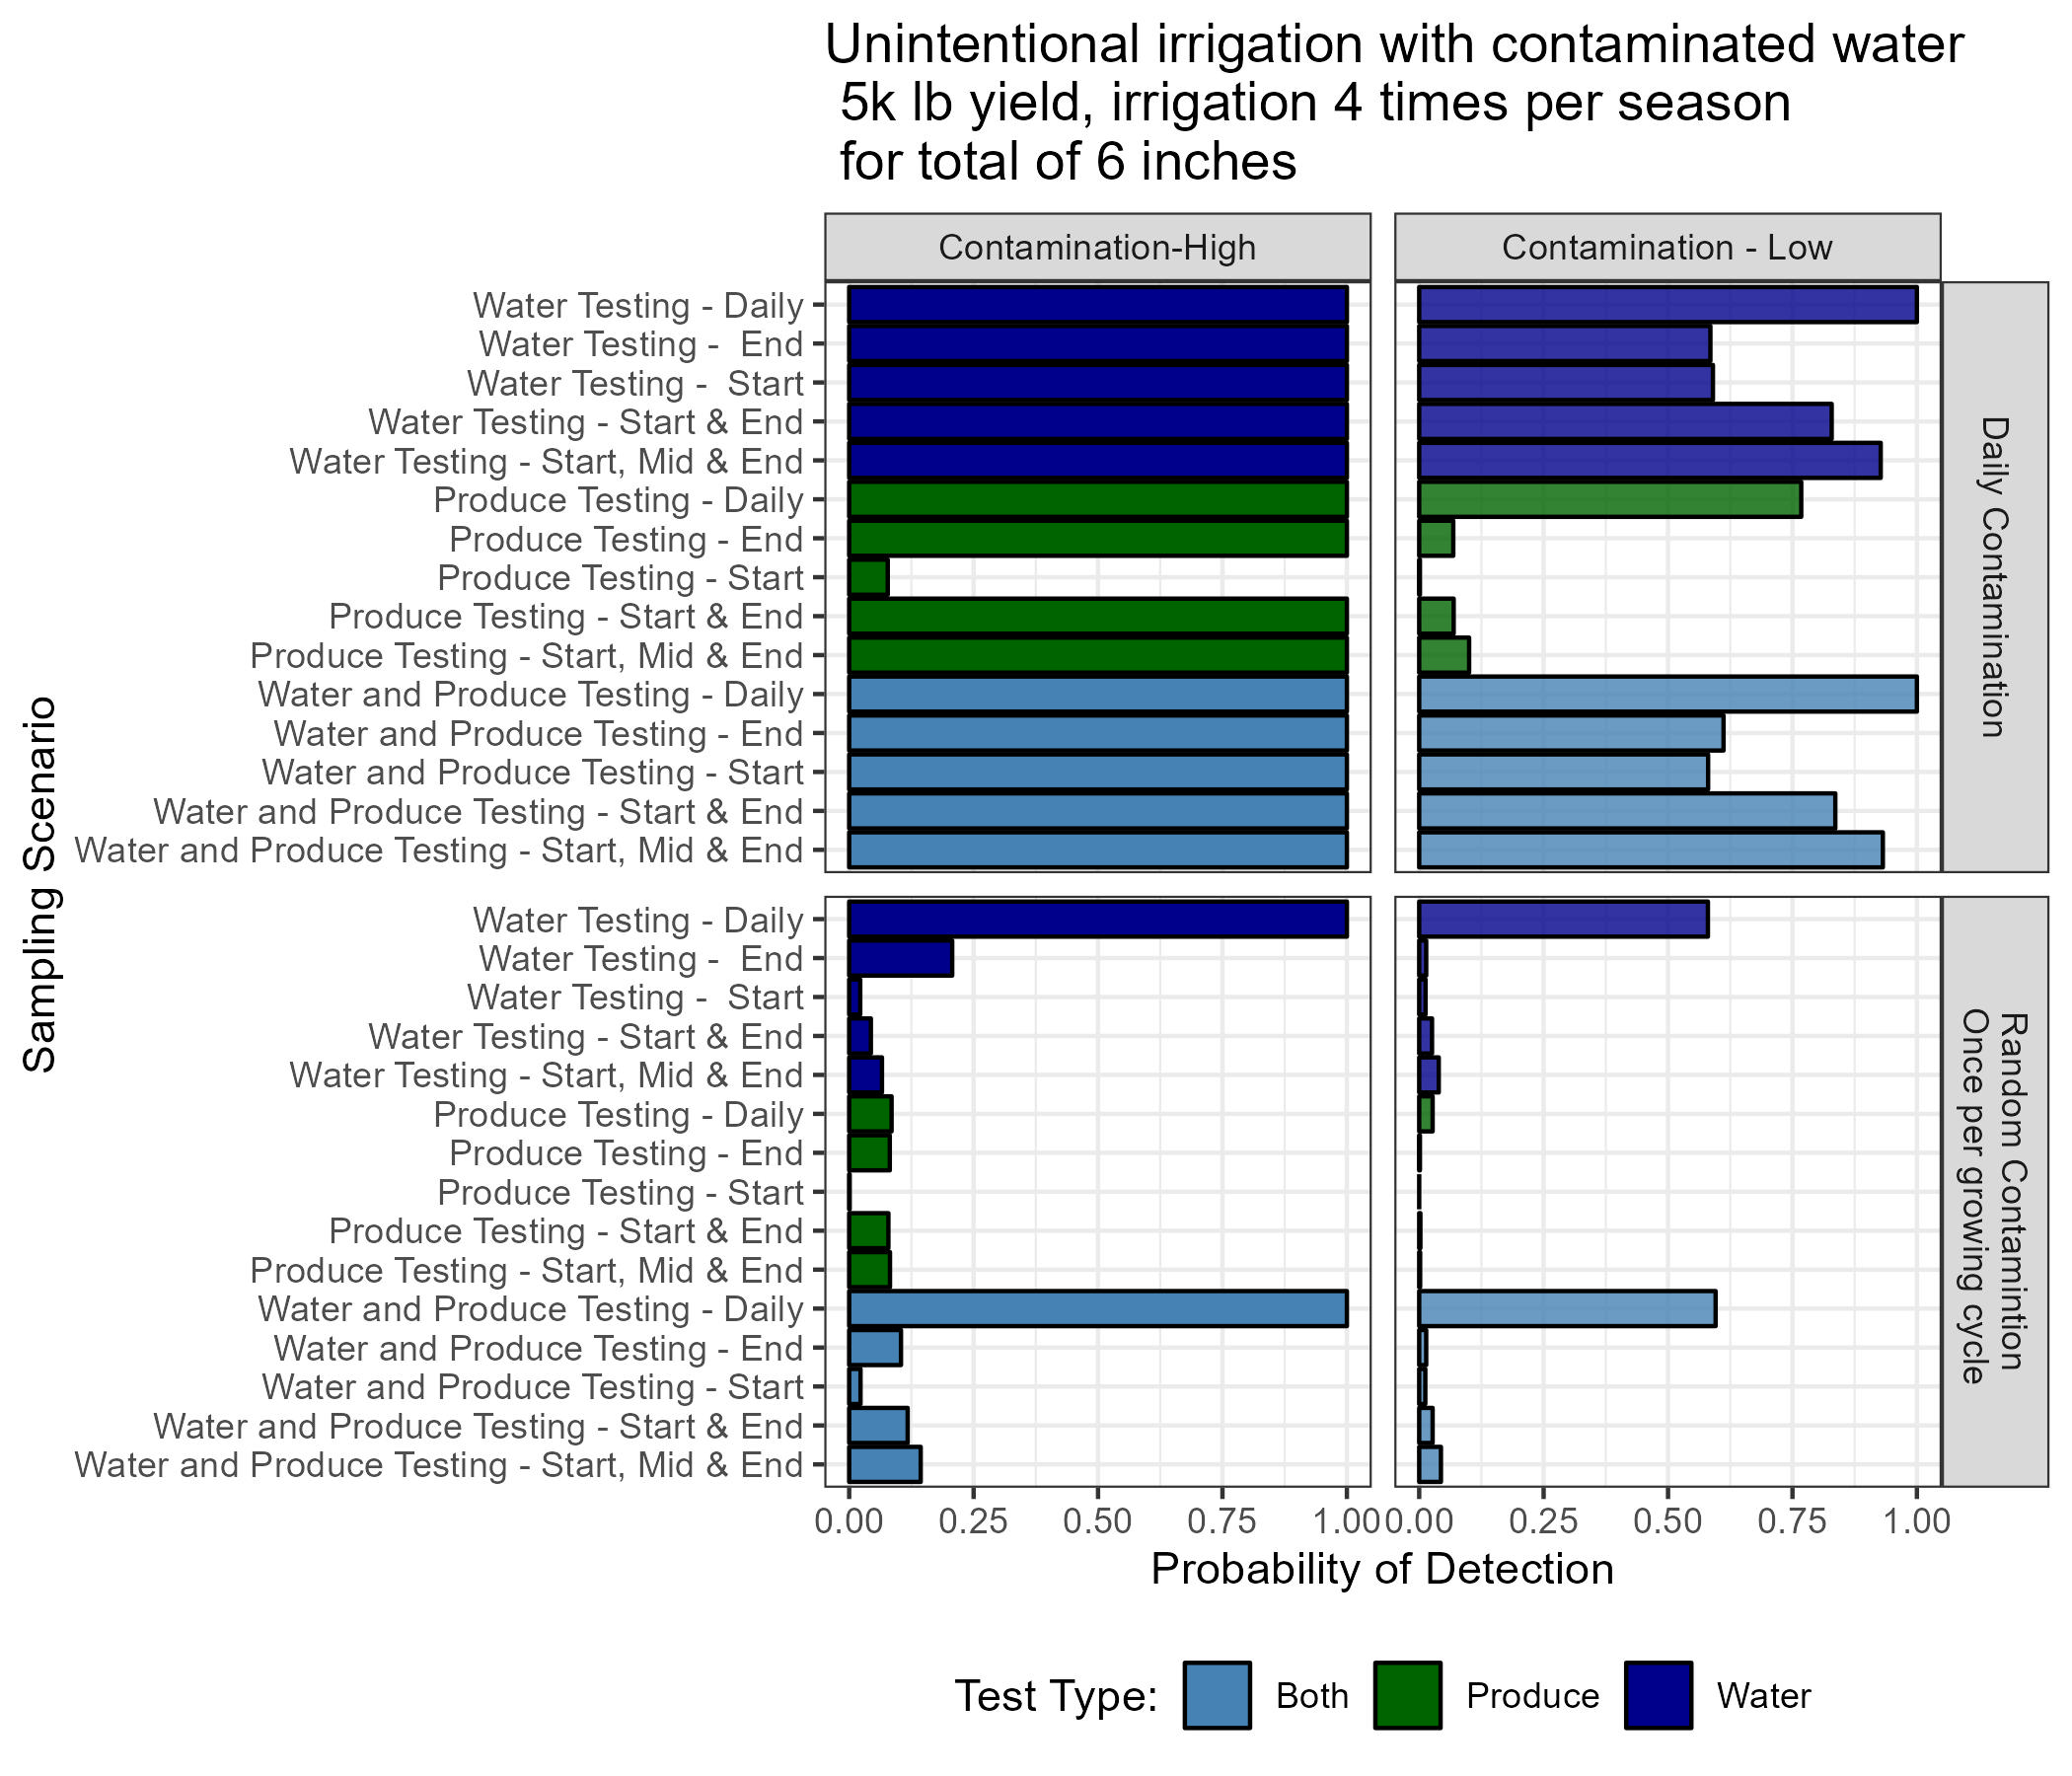 Unintentional irrigation with contaminated water
5k lb yield, irrigation 4 times per season
for total of 6 inches
Contamination-High
Contamination - Low
Sampling Scenario
Water Testing - Daily
Water Testing -  End
Water Testing -  Start
Water Testing - Start & End
Water Testing - Start, Mid & End
Produce Testing - Daily
Produce Testing - End
Produce Testing - Start
Produce Testing - Start & End
Produce Testing - Start, Mid & End
Water and Produce Testing - Daily
Water and Produce Testing - End
Water and Produce Testing - Start
Water and Produce Testing - Start & End
Water and Produce Testing - Start, Mid & End
Daily Contamination
Water Testing - Daily
Water Testing -  End
Water Testing -  Start
Water Testing - Start & End
Water Testing - Start, Mid & End
Produce Testing - Daily
Produce Testing - End
Produce Testing - Start
Produce Testing - Start & End
Produce Testing - Start, Mid & End
Water and Produce Testing - Daily
Water and Produce Testing - End
Water and Produce Testing - Start
Water and Produce Testing - Start & End
Water and Produce Testing - Start, Mid & End
Random Contamintion
Once per growing cycle
0.00 0.25 0.50 0.75 1.00 0.00 0.25 0.50 0.75 1.00
Probability of Detection
Test Type: Both Produce Water